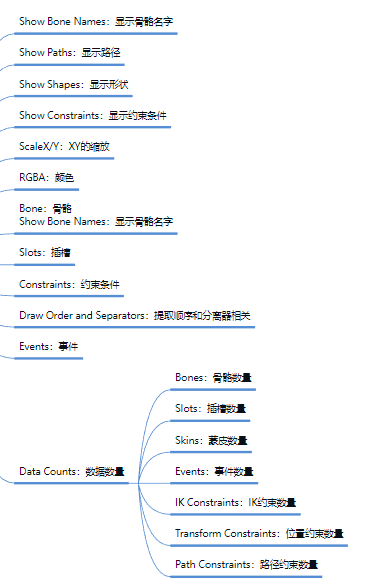 Show Bone Names：显示骨骼名字
Show Paths：显示路径
Show Shapes：显示形状
Show Constraints：显示约束条件
ScaleX/Y：XY的缩放
RGBA：颜色
Bone：骨骼
Show Bone Names：显示骨骼名字
Slots：插槽
Constraints：约束条件
Draw Order and Separators：提取顺序和分离器相关
Events：事件
Data Counts：数据数量
Bones：骨骼数量
Slots：插槽数量
Skins：蒙皮数量
Events：事件数量
IK Constraints：IK约束数量
Transform Constraints：位置约束数量
Path Constraints：路径约束数量